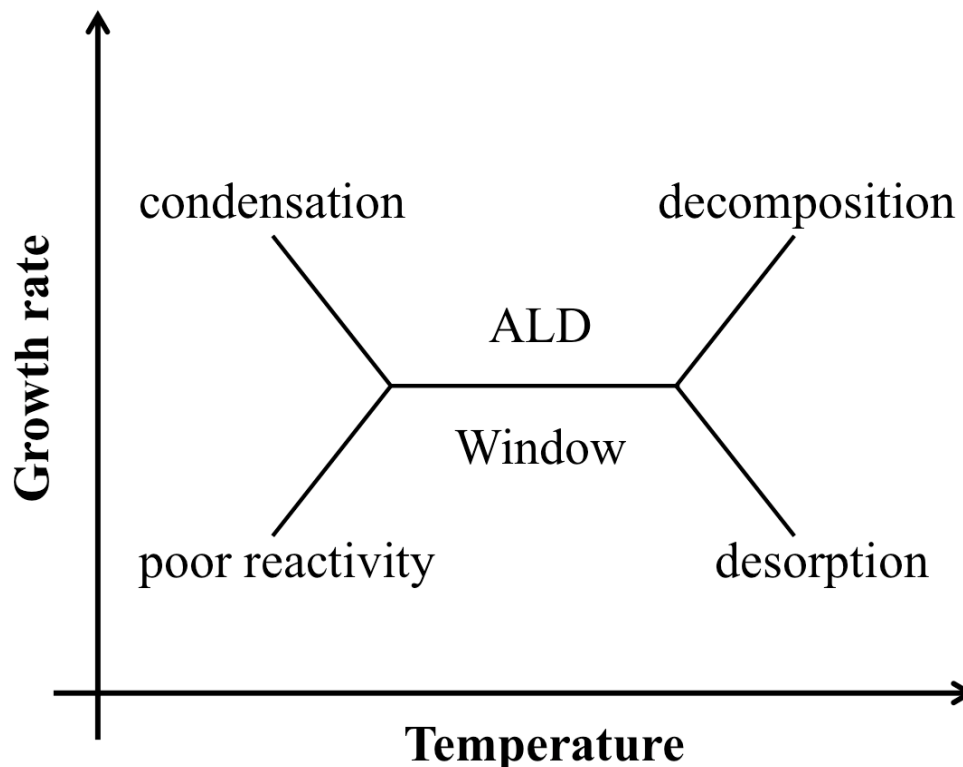 condensation
decomposition
Growth rate
ALD
Window
poor reactivity
desorption
Temperature